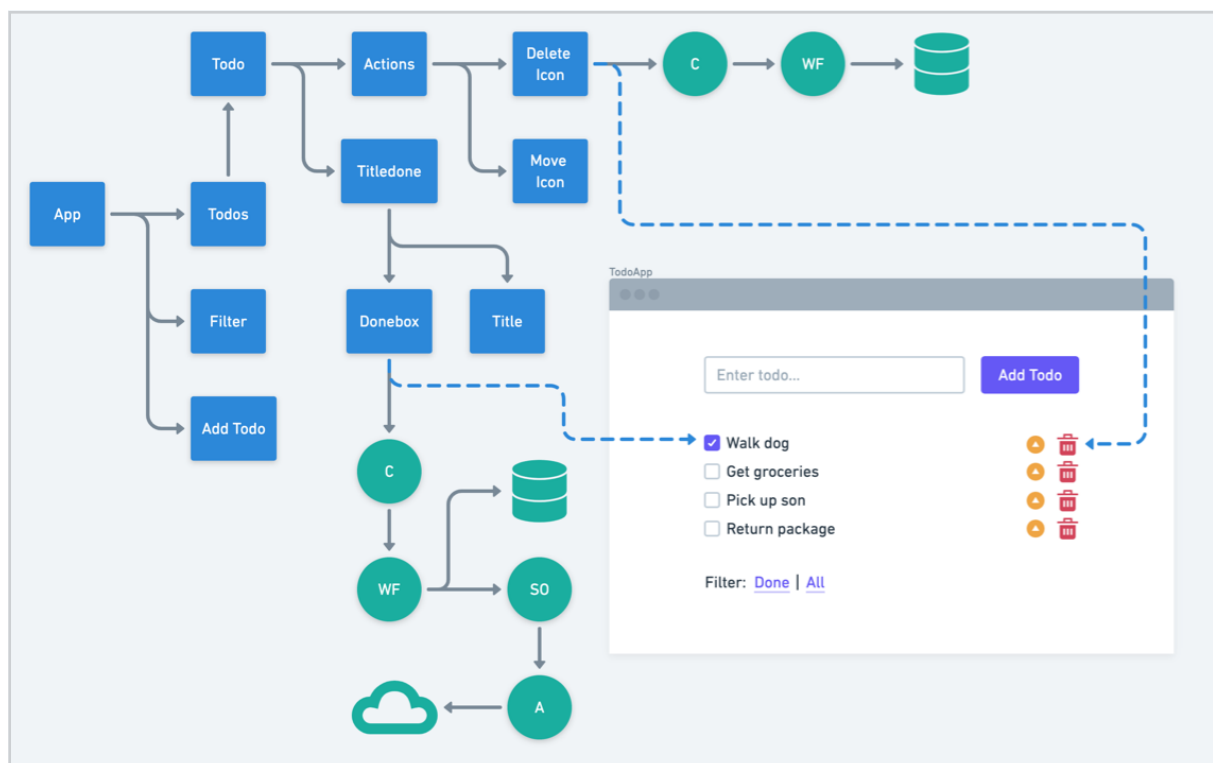 Todo
Actions
Delete
Icon
C
WF
Titledone
Move
Icon
App
Todos
Filter
Donebox
Title
Add Todo
C
WF
SO
A
TodoApp
Enter todo...
Add Todo
Walk dog
Get groceries
Pick up son
Return package
Filter: Done | All